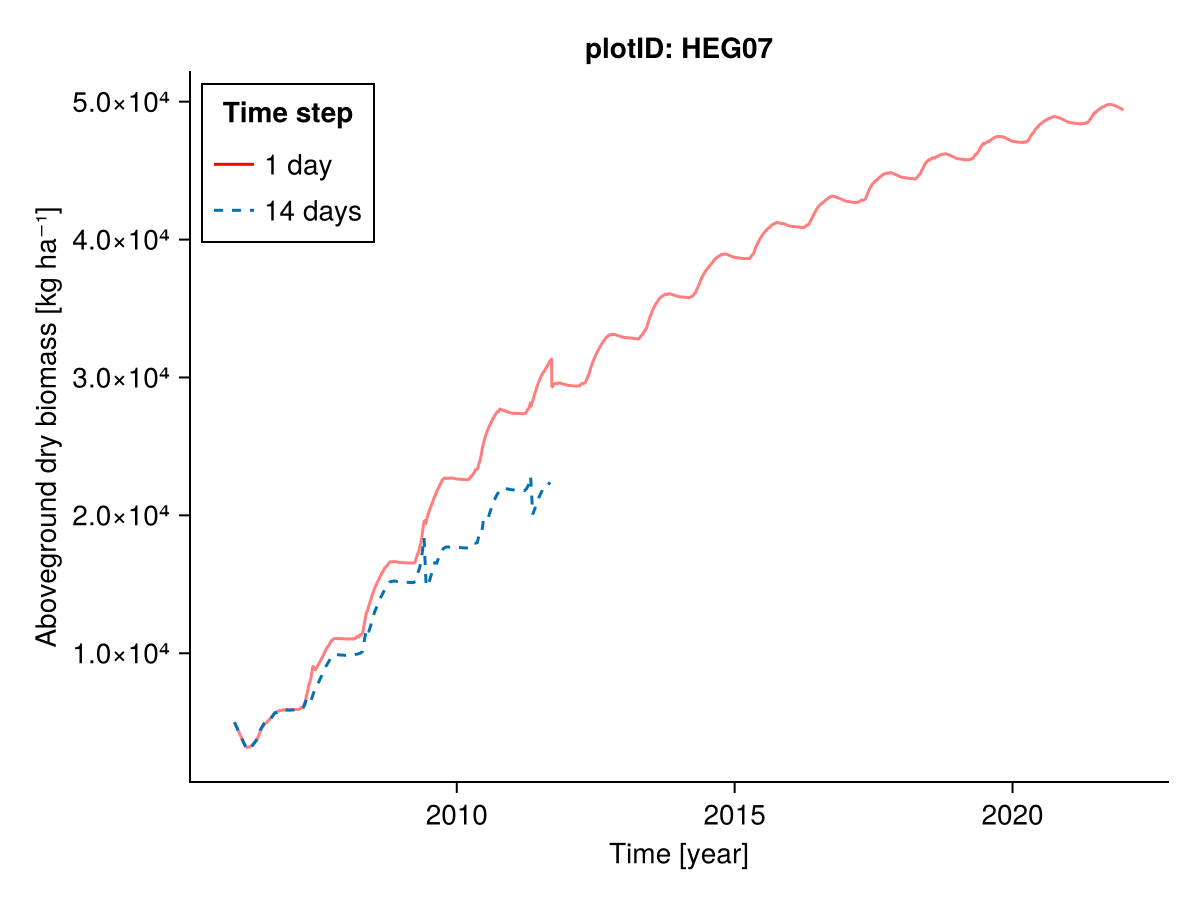 plotID: HEG07
Time step
1 day
14 days
5.0×10⁴
4.0×10⁴
3.0×10⁴
2.0×10⁴
1.0×10⁴
Aboveground dry biomass [kg ha⁻¹]
2010
2015
2020
Time [year]